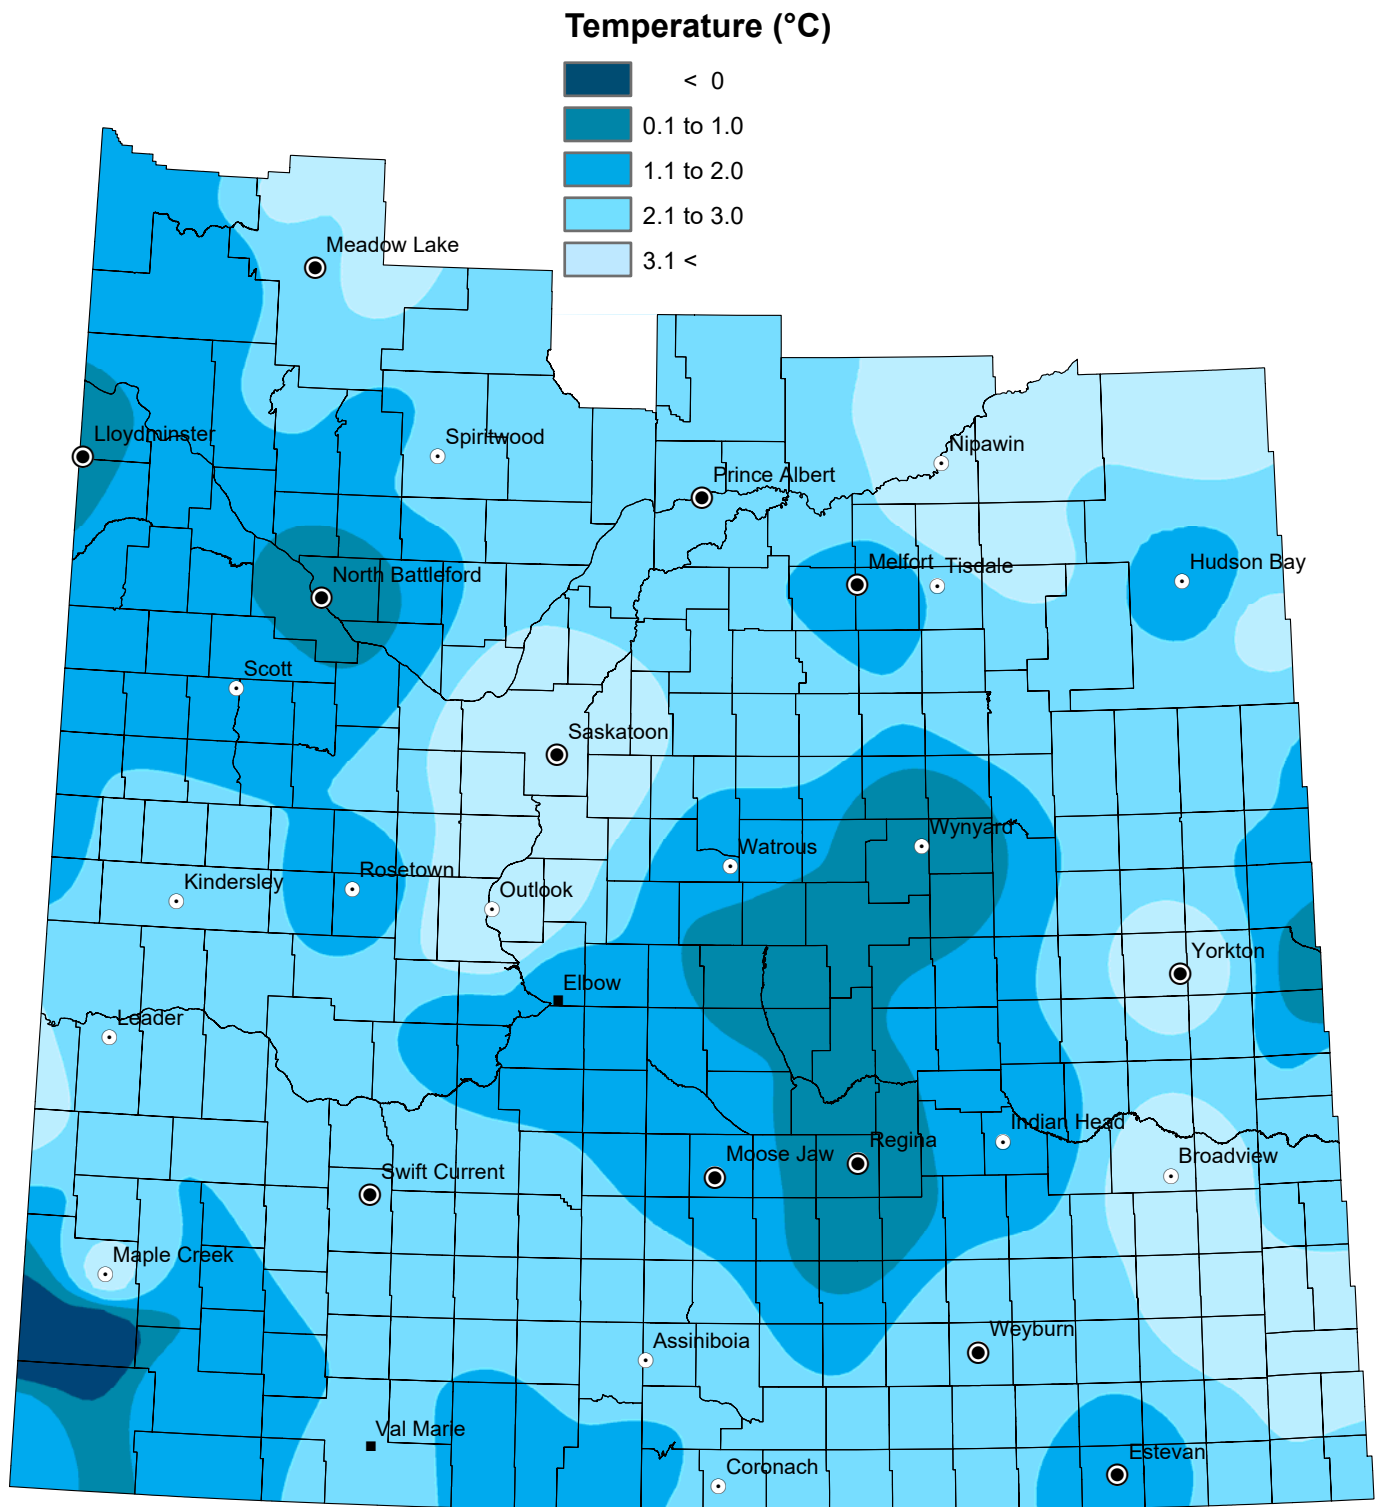 Temperature (°C)
< 0
0.1 to 1.0
1.1 to 2.0
2.1 to 3.0
3.1 <
Meadow Lake
Lloydminster
Spiritwood
Nipawin
Prince Albert
Melfort
Tisdale
Hudson Bay
North Battleford
Scott
Saskatoon
Wynyard
Watrous
Rosetown
Kindersley
Outlook
Yorkton
Elbow
Leader
Indian Head
Regina
Moose Jaw
Broadview
Swift Current
Maple Creek
Weyburn
Assiniboia
Val Marie
Estevan
Coronach